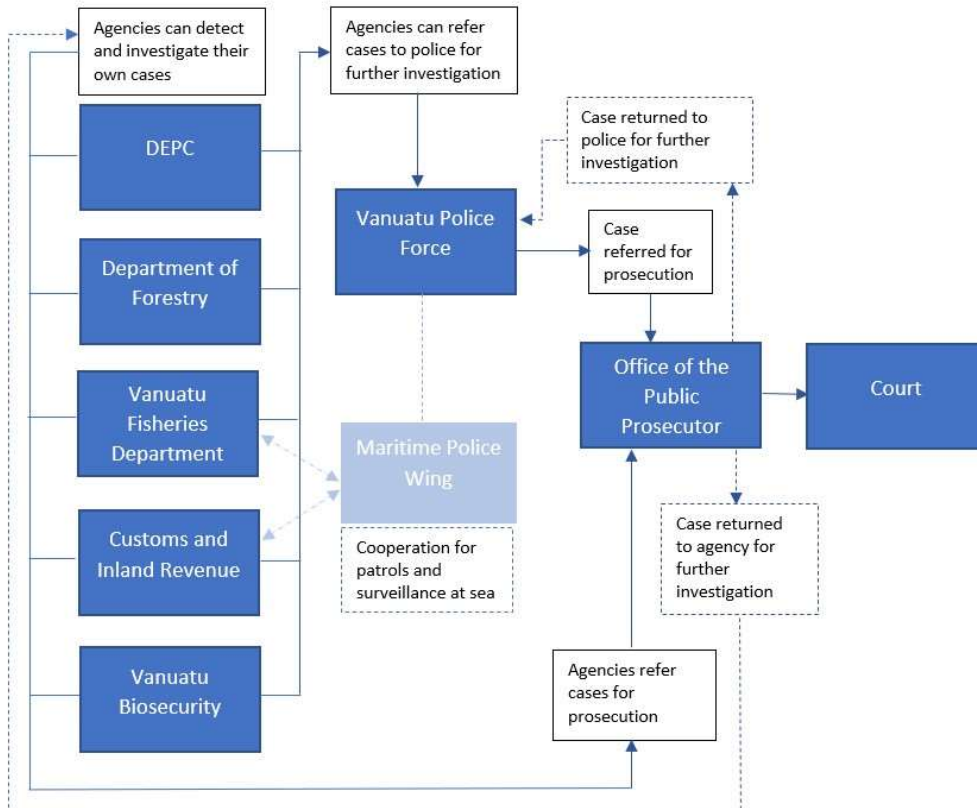 Agencies can detect
and investigate their
own cases
Agencies can refer
cases to police for
further investigation
Case returned to
police for further
investigation
DEPC
Vanuatu Police
Force
Case
referred for
prosecution
Department of
Forestry
Office of the
Public
Prosecutor
Court
Vanuatu
Fisheries
Department
Maritime Police
Wing
Customs and
Inland Revenue
Cooperation for
patrols and
surveillance at sea
Case returned
to agency for
further
investigation
Vanuatu
Biosecurity
Agencies refer
cases for
prosecution